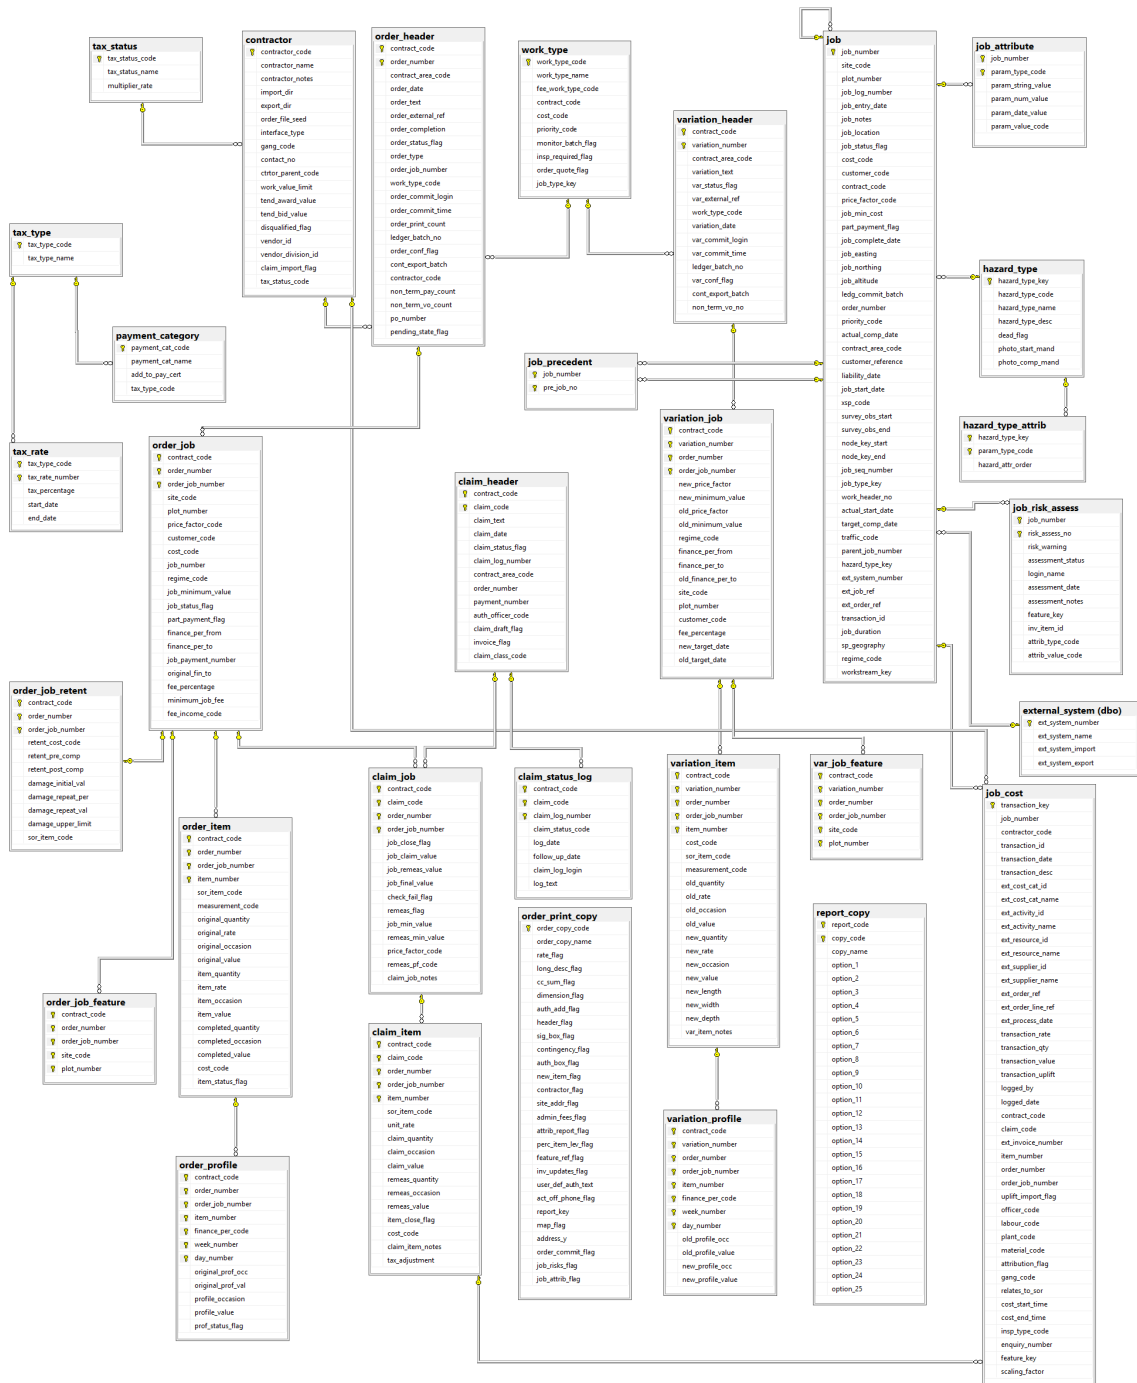 tax_status
tax_status_code
tax_status_name
multiplier_rate
contractor
contractor_code
contractor_name
contractor_notes
import_dir
export_dir
order_file_seed
interface_type
gang_code
contact_no
ctrtor_parent_code
work_value_limit
tend_award_value
tend_bid_value
disqualified_flag
vendor_id
vendor_division_id
claim_import_flag
tax_status_code
order_header
contract_code
order_number
contract_area_code
order_date
order_text
order_external_ref
order_completion
order_status_flag
order_type
order_job_number
work_type_code
order_commit_login
order_commit_time
order_print_count
ledger_batch_no
order_conf_flag
cont_export_batch
contractor_code
non_term_pay_count
non_term_vo_count
po_number
pending_state_flag
work_type
work_type_code
work_type_name
fee_work_type_code
contract_code
cost_code
priority_code
monitor_batch_flag
insp_required_flag
order_quote_flag
job_type_key
variation_header
contract_code
variation_number
contract_area_code
variation_text
var_status_flag
var_external_ref
work_type_code
variation_date
var_commit_login
var_commit_time
ledger_batch_no
var_conf_flag
cont_export_batch
non_term_vo_no
job
job_number
site_code
plot_number
job_log_number
job_entry_date
job_notes
job_location
job_status_flag
cost_code
customer_code
contract_code
price_factor_code
job_min_cost
part_payment_flag
job_complete_date
job_easting
job_northing
job_altitude
ledg_commit_batch
order_number
priority_code
actual_comp_date
contract_area_code
customer_reference
liability_date
job_start_date
xsp_code
survey_obs_start
survey_obs_end
node_key_start
node_key_end
job_seq_number
job_type_key
work_header_no
actual_start_date
target_comp_date
traffic_code
parent_job_number
hazard_type_key
ext_system_number
ext_job_ref
ext_order_ref
transaction_id
job_duration
sp_geography
regime_code
workstream_key
job_attribute
job_number
param_type_code
param_string_value
param_num_value
param_date_value
param_value_code
tax_type
tax_type_code
tax_type_name
payment_category
payment_cat_code
payment_cat_name
add_to_pay_cert
tax_type_code
hazard_type
hazard_type_key
hazard_type_code
hazard_type_name
hazard_type_desc
dead_flag
photo_start_mand
photo_comp_mand
job_precedent
job_number
pre_job_no
hazard_type_attrib
hazard_type_key
param_type_code
hazard_attr_order
tax_rate
tax_type_code
tax_rate_number
tax_percentage
start_date
end_date
order_job
contract_code
order_number
order_job_number
site_code
plot_number
price_factor_code
customer_code
cost_code
job_number
regime_code
job_minimum_value
job_status_flag
part_payment_flag
finance_per_from
finance_per_to
job_payment_number
original_fin_to
fee_percentage
minimum_job_fee
fee_income_code
claim_header
contract_code
claim_code
claim_text
claim_date
claim_status_flag
claim_log_number
contract_area_code
order_number
payment_number
auth_officer_code
claim_draft_flag
invoice_flag
claim_class_code
variation_job
contract_code
variation_number
order_number
order_job_number
new_price_factor
new_minimum_value
old_price_factor
old_minimum_value
regime_code
finance_per_from
finance_per_to
old_finance_per_to
site_code
plot_number
customer_code
fee_percentage
new_target_date
old_target_date
job_risk_assess
job_number
risk_assess_no
risk_warning
assessment_status
login_name
assessment_date
assessment_notes
feature_key
inv_item_id
attrib_type_code
attrib_value_code
order_job_retent
contract_code
order_number
order_job_number
retent_cost_code
retent_pre_comp
retent_post_comp
damage_initial_val
damage_repeat_per
damage_repeat_val
damage_upper_limit
sor_item_code
external_system (dbo)
ext_system_number
ext_system_name
ext_system_import
ext_system_export
claim_job
contract_code
claim_code
order_number
order_job_number
job_close_flag
job_claim_value
job_remeas_value
job_final_value
check_fail_flag
remeas_flag
job_min_value
remeas_min_value
price_factor_code
remeas_pf_code
claim_job_notes
claim_status_log
contract_code
claim_code
claim_log_number
claim_status_code
log_date
follow_up_date
claim_log_login
log_text
variation_item
contract_code
variation_number
order_number
order_job_number
item_number
cost_code
sor_item_code
measurement_code
old_quantity
old_rate
old_occasion
old_value
new_quantity
new_rate
new_occasion
new_value
new_length
new_width
new_depth
var_item_notes
var_job_feature
contract_code
variation_number
order_number
order_job_number
site_code
plot_number
job_cost
transaction_key
job_number
contractor_code
transaction_id
transaction_date
transaction_desc
ext_cost_cat_id
ext_cost_cat_name
ext_activity_id
ext_activity_name
ext_resource_id
ext_resource_name
ext_supplier_id
ext_supplier_name
ext_order_ref
ext_order_line_ref
ext_process_date
transaction_rate
transaction_qty
transaction_value
transaction_uplift
logged_by
logged_date
contract_code
claim_code
ext_invoice_number
item_number
order_number
order_job_number
uplift_import_flag
officer_code
labour_code
plant_code
material_code
attribution_flag
gang_code
relates_to_sor
cost_start_time
cost_end_time
insp_type_code
enquiry_number
feature_key
scaling_factor
order_item
contract_code
order_number
order_job_number
item_number
sor_item_code
measurement_code
original_quantity
original_rate
original_occasion
original_value
item_quantity
item_rate
item_occasion
item_value
completed_quantity
completed_occasion
completed_value
cost_code
item_status_flag
order_print_copy
order_copy_code
order_copy_name
rate_flag
long_desc_flag
cc_sum_flag
dimension_flag
auth_add_flag
header_flag
sig_box_flag
contingency_flag
auth_box_flag
new_item_flag
contractor_flag
site_addr_flag
admin_fees_flag
attrib_report_flag
perc_item_lev_flag
feature_ref_flag
inv_updates_flag
user_def_auth_text
act_off_phone_flag
report_key
map_flag
address_y
order_commit_flag
job_risks_flag
job_attrib_flag
report_copy
report_code
copy_code
copy_name
option_1
option_2
option_3
option_4
option_5
option_6
option_7
option_8
option_9
option_10
option_11
option_12
option_13
option_14
option_15
option_16
option_17
option_18
option_19
option_20
option_21
option_22
option_23
option_24
option_25
order_job_feature
contract_code
order_number
order_job_number
site_code
plot_number
claim_item
contract_code
claim_code
order_number
order_job_number
item_number
sor_item_code
unit_rate
claim_quantity
claim_occasion
claim_value
remeas_quantity
remeas_occasion
remeas_value
item_close_flag
cost_code
claim_item_notes
tax_adjustment
variation_profile
contract_code
variation_number
order_number
order_job_number
item_number
finance_per_code
week_number
day_number
old_profile_occ
old_profile_value
new_profile_occ
new_profile_value
order_profile
contract_code
order_number
order_job_number
item_number
finance_per_code
week_number
day_number
original_prof_occ
original_prof_val
profile_occasion
profile_value
prof_status_flag